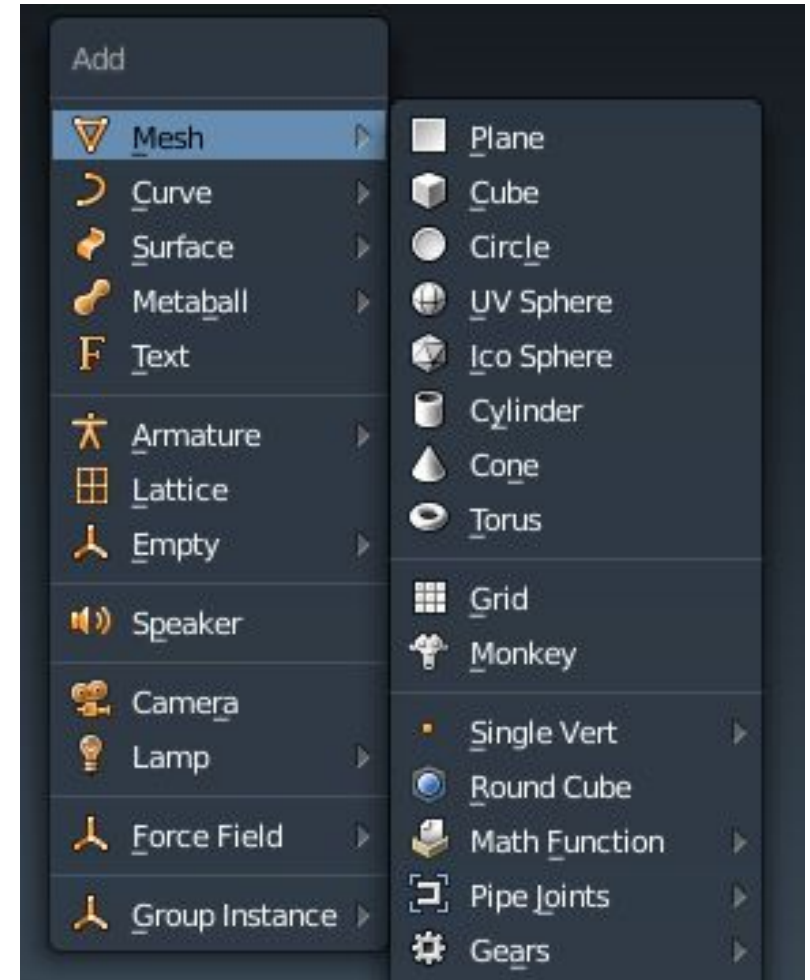 Add
Mesh
Curve
Surface
Metaball
Text
Armature
Lattice
Empty
Speaker
Camera
Lamp
Force Field
Group Instance
Plane
Cube
Circle
UV Sphere
Ico Sphere
Cylinder
Cone
Torus
Grid
Monkey
Single Vert
Round Cube
Math Function
Pipe Joints
Gears